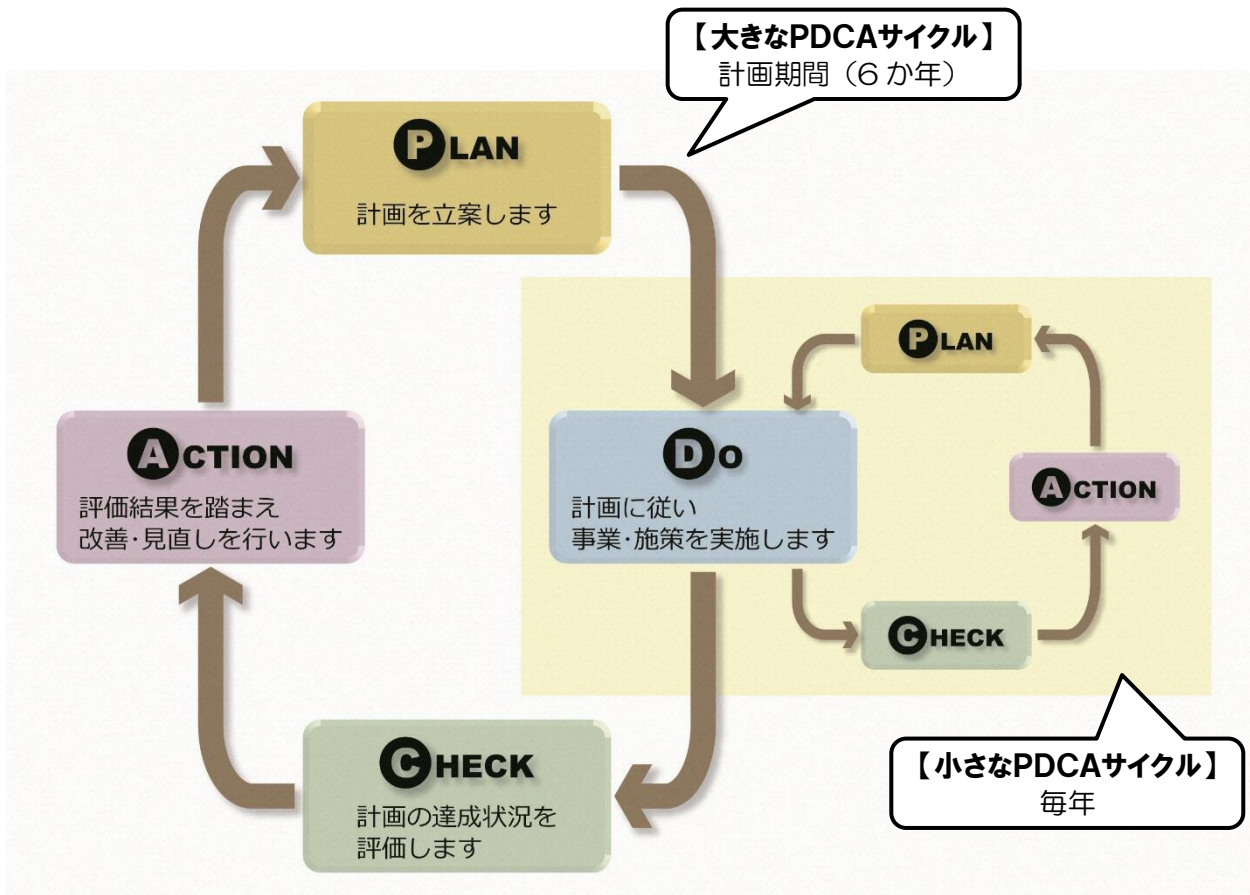 【大きなPDCAサイクル】
計画期間（6か年）
PLAN
計画を立案します
PLAN
ACTION
評価結果を踏まえ
改善・見直しを行います
DO
計画に従い
事業・施策を実施します
ACTION
CHECK
CHECK
計画の達成状況を
評価します
【小さなPDCAサイクル】
毎年